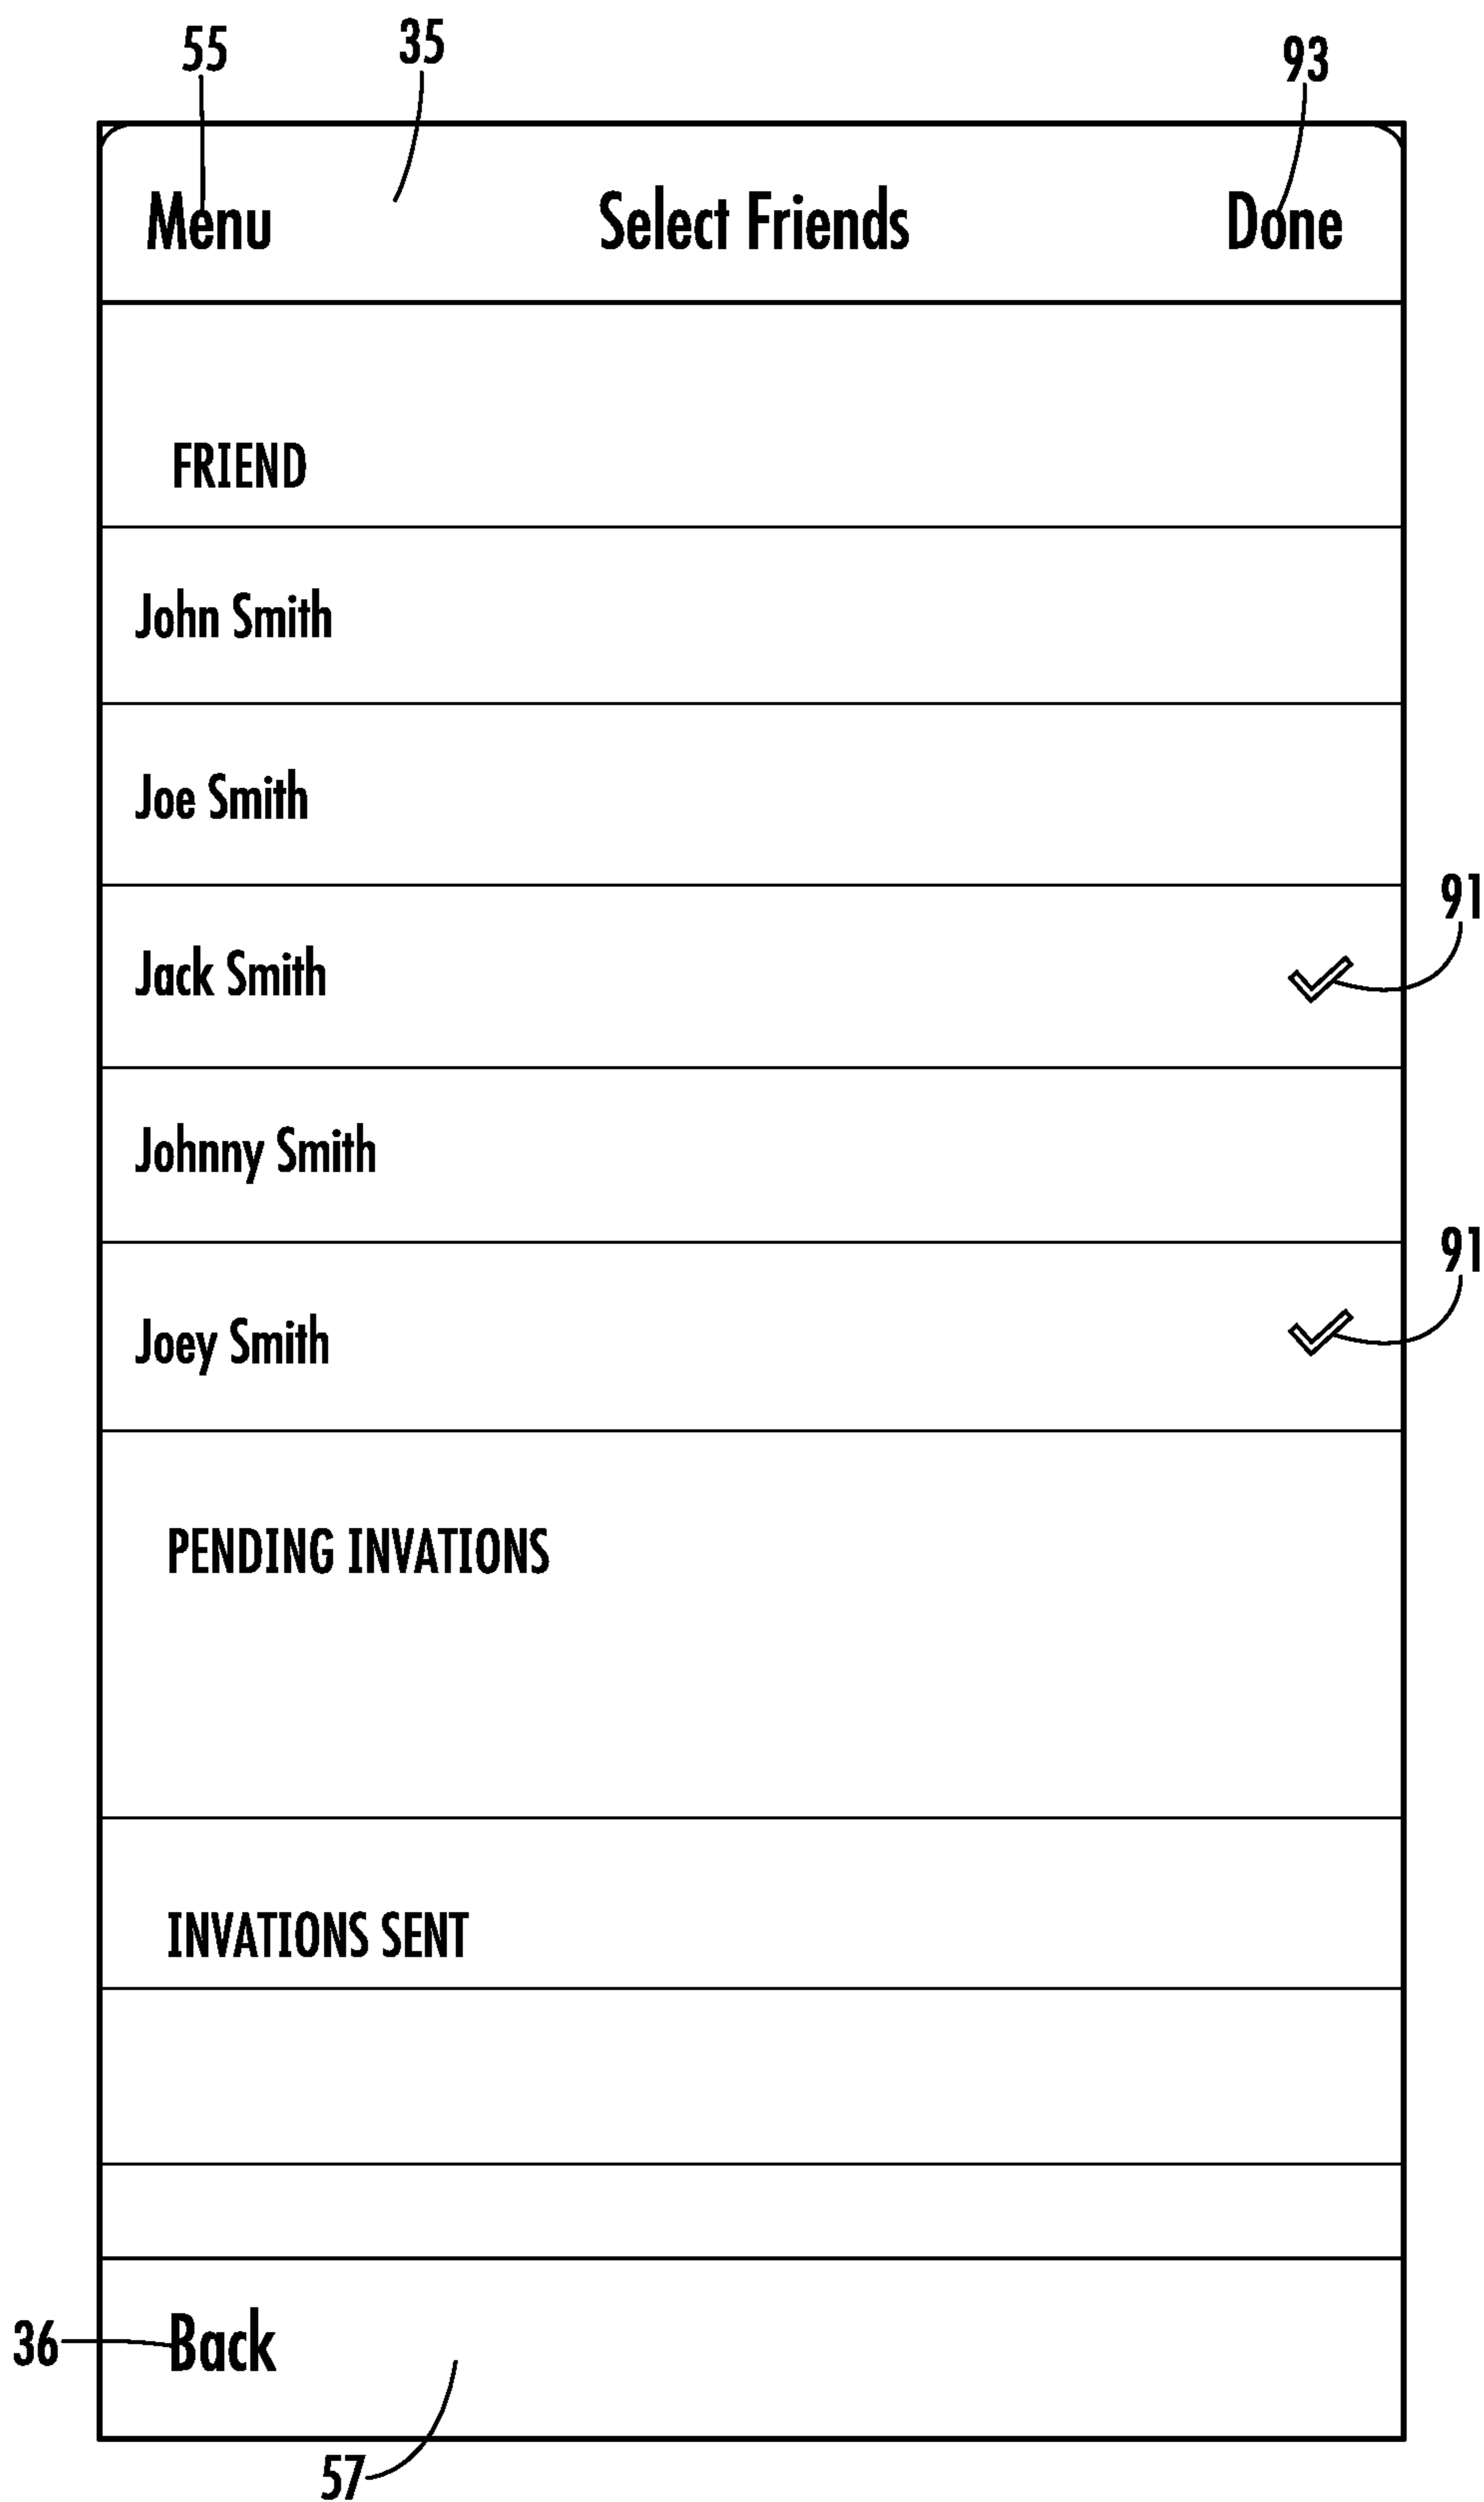 55 35 93
Menu Select Friends Done
FRIEND
John Smith
Joe Smith
91
Jack Smith
Johnny Smith
91
Joey Smith
PENDING INVATIONS
INVATIONS SENT
36 Back
57